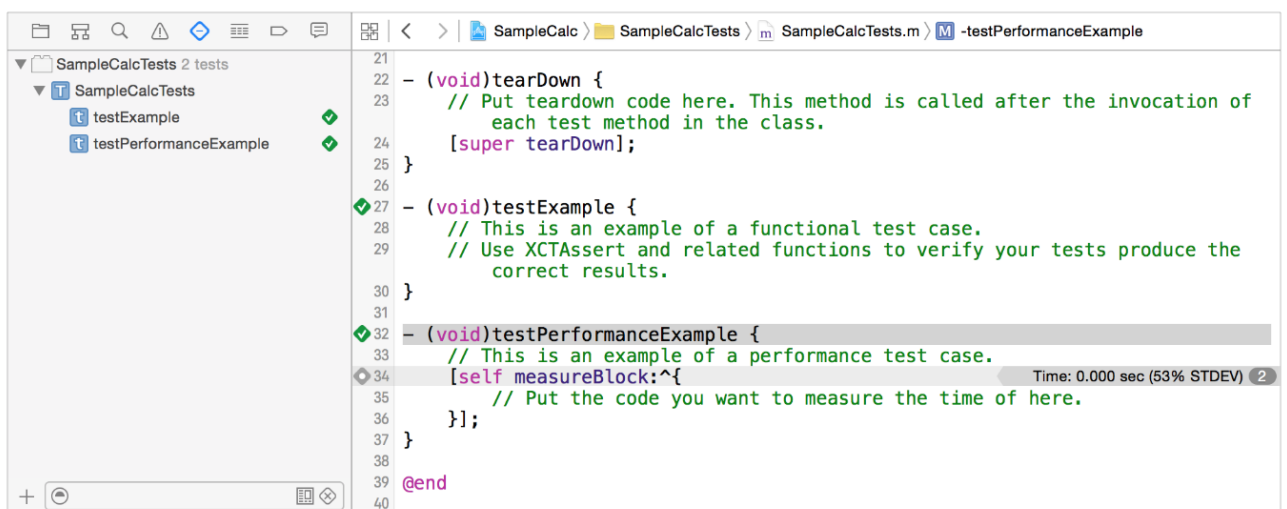 SampleCalc 〉 SampleCalcTests 〉 m SampleCalcTests.m 〉 M -testPerformanceExample
SampleCalcTests 2 tests
T SampleCalcTests
t testExample
t testPerformanceExample
21
22 - (void)tearDown {
23 // Put teardown code here. This method is called after the invocation of
each test method in the class.
24 [super tearDown];
25 }
26
27 - (void)testExample {
28 // This is an example of a functional test case.
29 // Use XCTAssert and related functions to verify your tests produce the
correct results.
30 }
31
32 - (void)testPerformanceExample {
33 // This is an example of a performance test case.
34 [self measureBlock:^{ Time: 0.000 sec (53% STDEV) 2
35 // Put the code you want to measure the time of here.
36 }];
37 }
38
39 @end
40